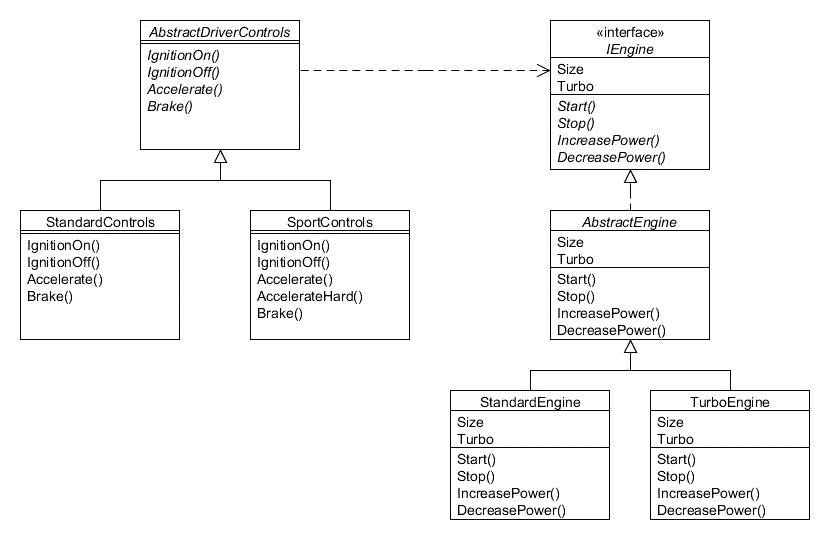 AbstractDriverControls
IgnitionOn()
IgnitionOff()
Accelerate()
Brake()
«interface»
IEngine
Size
Turbo
Start()
Stop()
IncreasePower()
DecreasePower()
StandardControls
IgnitionOn()
IgnitionOff()
Accelerate()
Brake()
SportControls
IgnitionOn()
IgnitionOff()
Accelerate()
AccelerateHard()
Brake()
AbstractEngine
Size
Turbo
Start()
Stop()
IncreasePower()
DecreasePower()
StandardEngine
Size
Turbo
Start()
Stop()
IncreasePower()
DecreasePower()
TurboEngine
Size
Turbo
Start()
Stop()
IncreasePower()
DecreasePower()